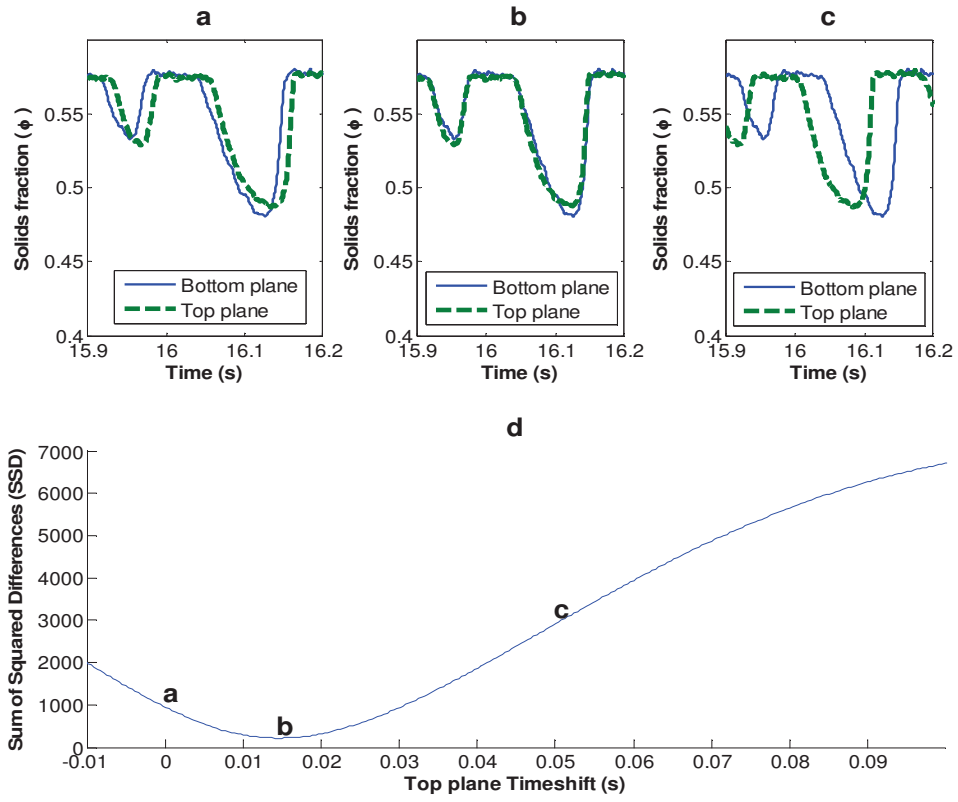 a
b
c
Solids fraction (ϕ)
0.55
0.5
0.45
0.4
15.9 16 16.1 16.2
Time (s)
Bottom plane
Top plane
Solids fraction (ϕ)
0.55
0.5
0.45
0.4
15.9 16 16.1 16.2
Time (s)
Bottom plane
Top plane
Solids fraction (ϕ)
0.55
0.5
0.45
0.4
15.9 16 16.1 16.2
Time (s)
Bottom plane
Top plane
d
Sum of Squared Differences (SSD)
7000
6000
5000
4000
3000
2000
1000
0
a
b
c
-0.01 0 0.01 0.02 0.03 0.04 0.05 0.06 0.07 0.08 0.09
Top plane Timeshift (s)